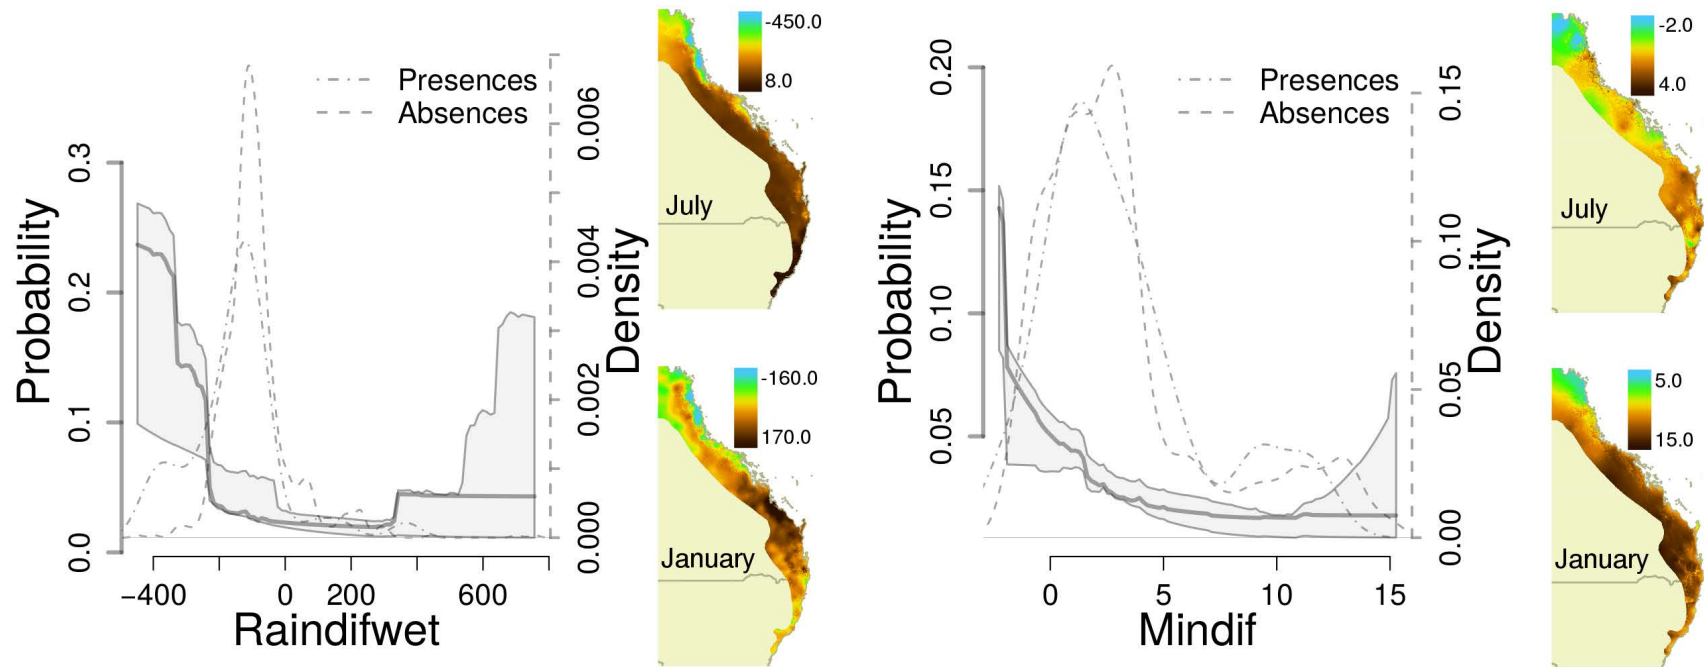 Probability
0.0
0.1
0.2
0.3
Presences
Absences
−400
0
200
600
Raindifwet
0.000
0.002
0.004
0.006
Density
-450.0
8.0
July
-160.0
170.0
January
Probability
0.05
0.10
0.15
0.20
Presences
Absences
0
5
10
15
Mindif
0.00
0.05
0.10
0.15
Density
-2.0
4.0
July
5.0
15.0
January